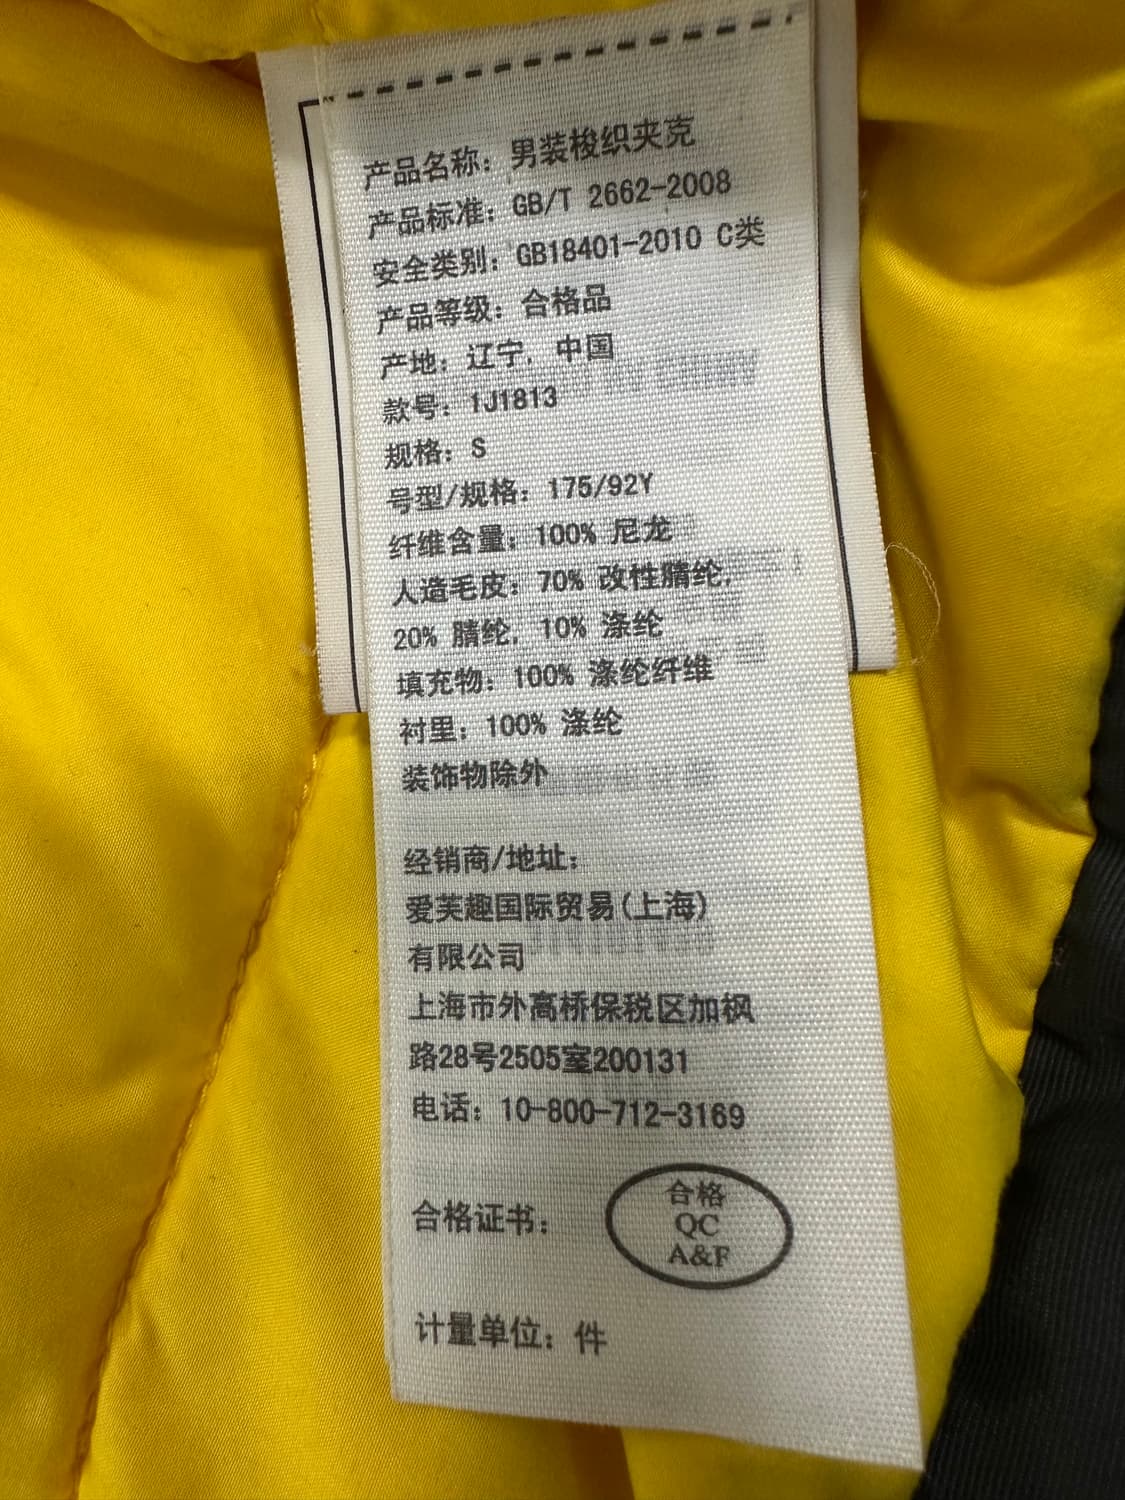 产品名称：男装梭织夹克
产品标准：GB/T 2662-2008
安全类别：GB18401-2010 C类
产品等级：合格品
产地：辽宁，中国
款号：1J1813
规格：S
号型/规格：175/92Y
纤维含量：100% 尼龙
人造毛皮：70% 改性腈纶，
20% 腈纶，10% 涤纶
填充物：100% 涤纶纤维
衬里：100% 涤纶
装饰物除外
经销商/地址：
爱芙趣国际贸易(上海)
有限公司
上海市外高桥保税区加枫
路28号2505室200131
电话：10-800-712-3169
合格证书：
合格
QC
A&F
计量单位：件